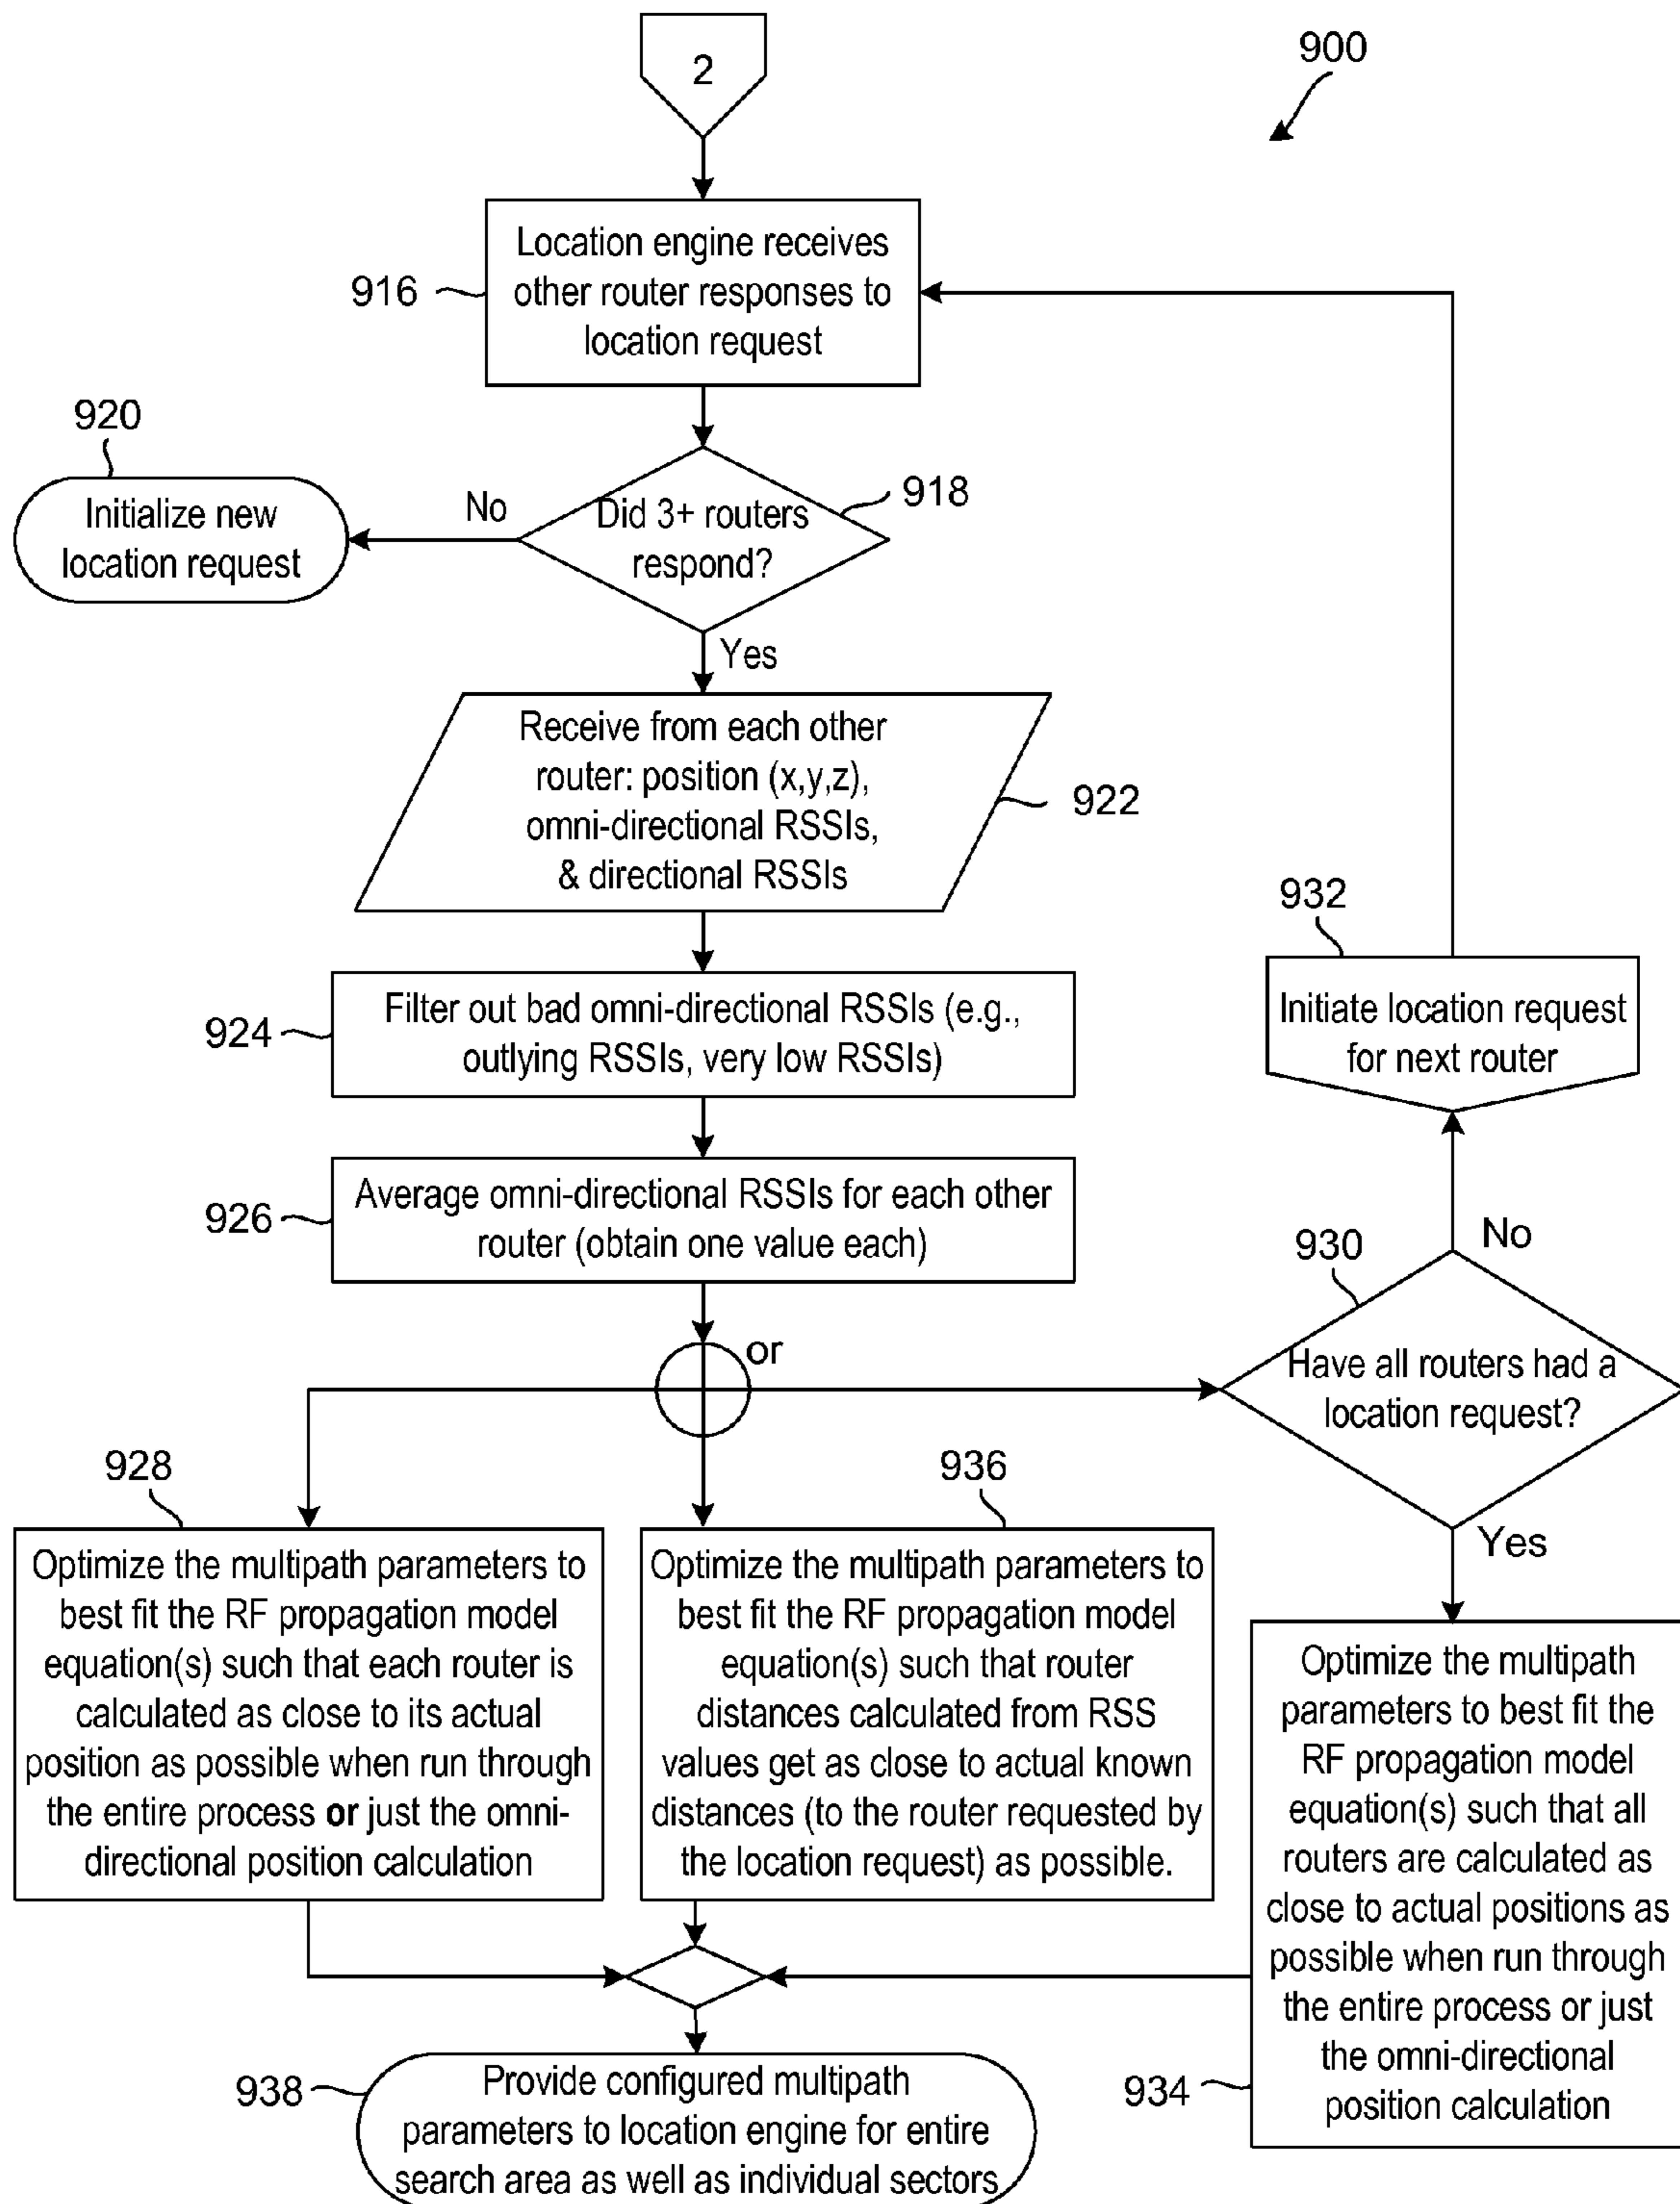 2
900
916
Location engine receives
other router responses to
location request
920
Initialize new
location request
No
Did 3+ routers
respond?
918
Yes
Receive from each other
router: position (x,y,z),
omni-directional RSSIs,
& directional RSSIs
922
924
Filter out bad omni-directional RSSIs (e.g.,
outlying RSSIs, very low RSSIs)
932
Initiate location request
for next router
926
Average omni-directional RSSIs for each other
router (obtain one value each)
or
930
No
Have all routers had a
location request?
Yes
928
Optimize the multipath parameters to
best fit the RF propagation model
equation(s) such that each router is
calculated as close to its actual
position as possible when run through
the entire process or just the omni-
directional position calculation
936
Optimize the multipath parameters to
best fit the RF propagation model
equation(s) such that router
distances calculated from RSS
values get as close to actual known
distances (to the router requested by
the location request) as possible.
Optimize the multipath
parameters to best fit the
RF propagation model
equation(s) such that all
routers are calculated as
close to actual positions as
possible when run through
the entire process or just
the omni-directional
position calculation
934
938
Provide configured multipath
parameters to location engine for entire
search area as well as individual sectors